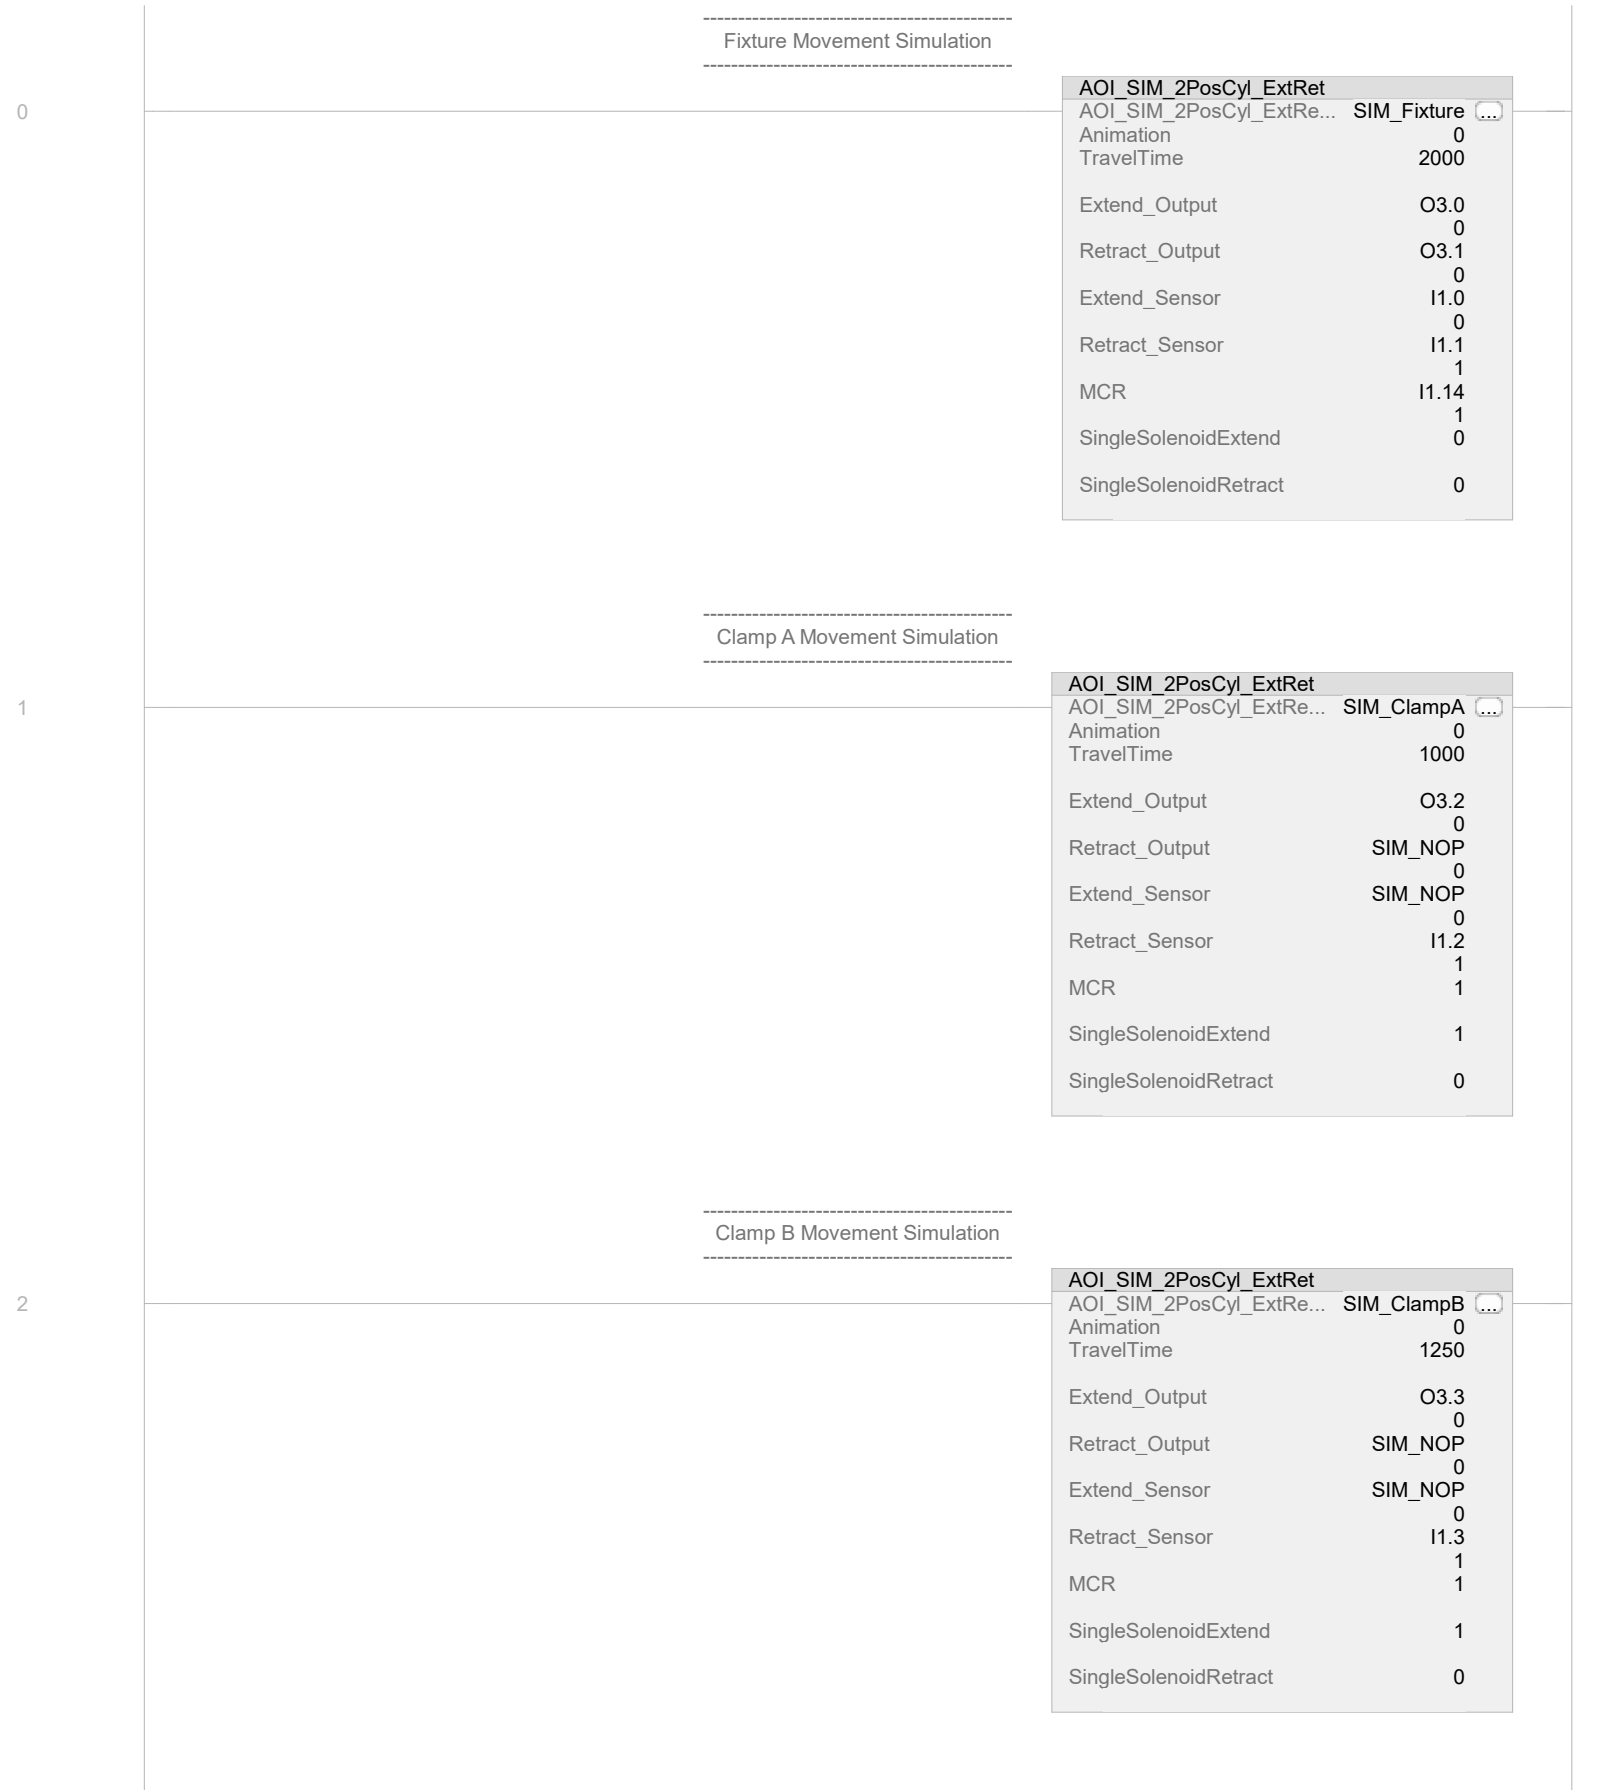 --------------------------------------------
Fixture Movement Simulation
--------------------------------------------
AOI_SIM_2PosCyl_ExtRet
0 AOI_SIM_2PosCyl_ExtRe... SIM_Fixture ...
Animation 0
TravelTime 2000
Extend_Output O3.0
0
Retract_Output O3.1
0
Extend_Sensor I1.0
0
Retract_Sensor I1.1
1
MCR I1.14
1
SingleSolenoidExtend 0
SingleSolenoidRetract 0
--------------------------------------------
Clamp A Movement Simulation
--------------------------------------------
AOI_SIM_2PosCyl_ExtRet
1 AOI_SIM_2PosCyl_ExtRe... SIM_ClampA ...
Animation 0
TravelTime 1000
Extend_Output O3.2
0
Retract_Output SIM_NOP
0
Extend_Sensor SIM_NOP
0
Retract_Sensor I1.2
1
MCR 1
SingleSolenoidExtend 1
SingleSolenoidRetract 0
--------------------------------------------
Clamp B Movement Simulation
--------------------------------------------
AOI_SIM_2PosCyl_ExtRet
2 AOI_SIM_2PosCyl_ExtRe... SIM_ClampB ...
Animation 0
TravelTime 1250
Extend_Output O3.3
0
Retract_Output SIM_NOP
0
Extend_Sensor SIM_NOP
0
Retract_Sensor I1.3
1
MCR 1
SingleSolenoidExtend 1
SingleSolenoidRetract 0